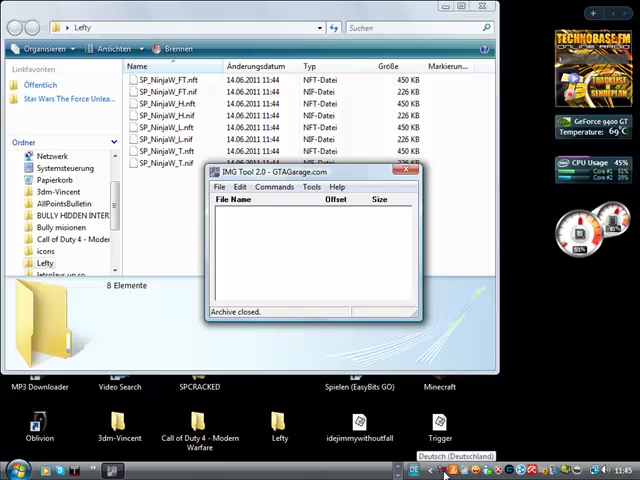 Lefty
Suchen
Organisieren
Ansichten
Brennen
Linkfavoriten
Öffentlich
Star Wars The Force Unlea...
Ordner
Netzwerk
Systemsteuerung
Papierkorb
3dm-Vincent
AllPointsBulletin
BULLY HIDDEN INTER
Bully misionen
Call of Duty 4 - Moder
icons
Lefty
letsplays up so
Name Änderungsdatum Typ Größe Markierun...
SP_NinjaW_FT.nft 14.06.2011 11:44 NFT-Datei 450 KB
SP_NinjaW_FT.nif 14.06.2011 11:44 NIF-Datei 226 KB
SP_NinjaW_H.nft 14.06.2011 11:44 NFT-Datei 450 KB
SP_NinjaW_H.nif 14.06.2011 11:44 NIF-Datei 226 KB
SP_NinjaW_L.nft 14.06.2011 11:44 NFT-Datei 450 KB
SP_NinjaW_L.nif 14.06.2011 11:44 NIF-Datei 226 KB
SP_NinjaW_T.nft 14.06.2011 11:44 NFT-Datei 450 KB
SP_NinjaW_T.nif
8 Elemente
IMG Tool 2.0 - GTAGarage.com
File Edit Commands Tools Help
File Name Offset Size
Archive closed.
TECHNOBASE.FM
ONLINE RADIO
TRACKLIST
SENDEPLAN
GeForce 9400 GT
Temperature: 69°C
CPU Usage 45%
Core #1 51%
Core #2
51%
MP3 Downloader
Video Search
SPCRACKED
Spielen (EasyBits GO)
Minecraft
Oblivion
3dm-Vincent
Call of Duty 4 - Modern Warfare
Lefty
idejimmywithoutfall
Trigger
Deutsch (Deutschland)
DE
11:45